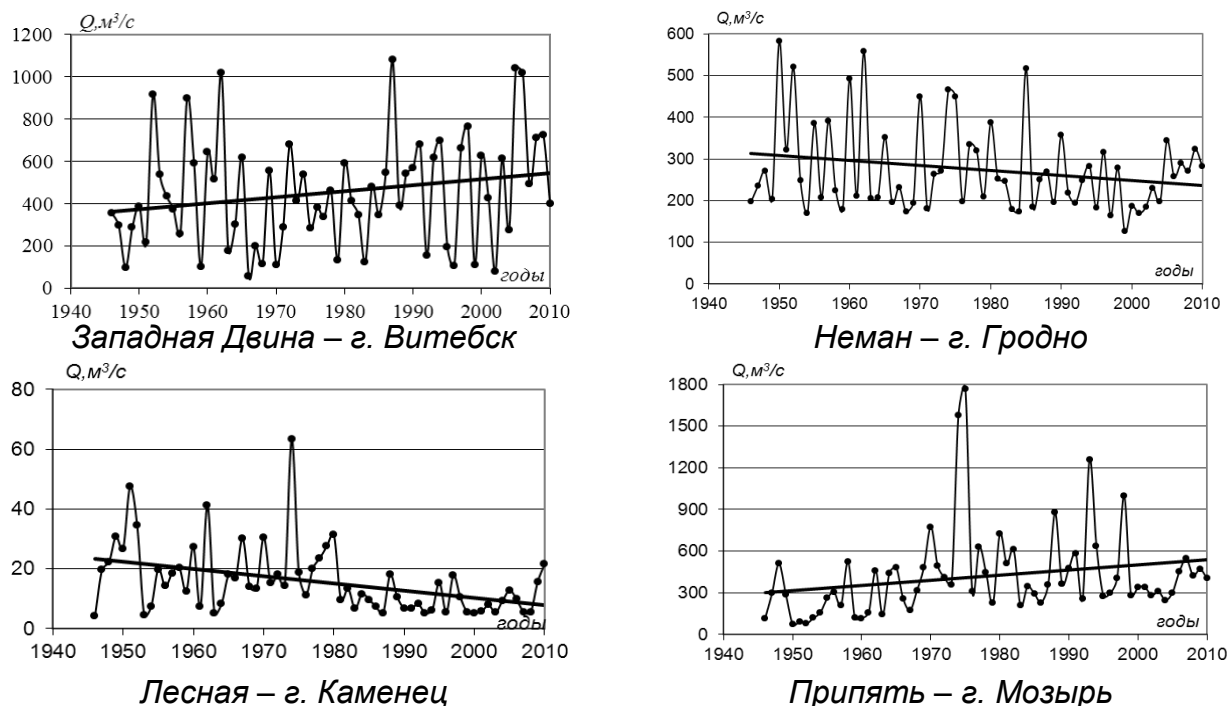 Q,м³/с
1200
1000
800
600
400
200
0
годы
1940 1950 1960 1970 1980 1990 2000 2010
Западная Двина – г. Витебск
Q,м³/с
600
500
400
300
200
100
0
годы
1940 1950 1960 1970 1980 1990 2000 2010
Неман – г. Гродно
Q,м³/с
80
60
40
20
0
годы
1940 1950 1960 1970 1980 1990 2000 2010
Лесная – г. Каменец
Q,м³/с
1800
1500
1200
900
600
300
0
годы
1940 1950 1960 1970 1980 1990 2000 2010
Припять – г. Мозырь